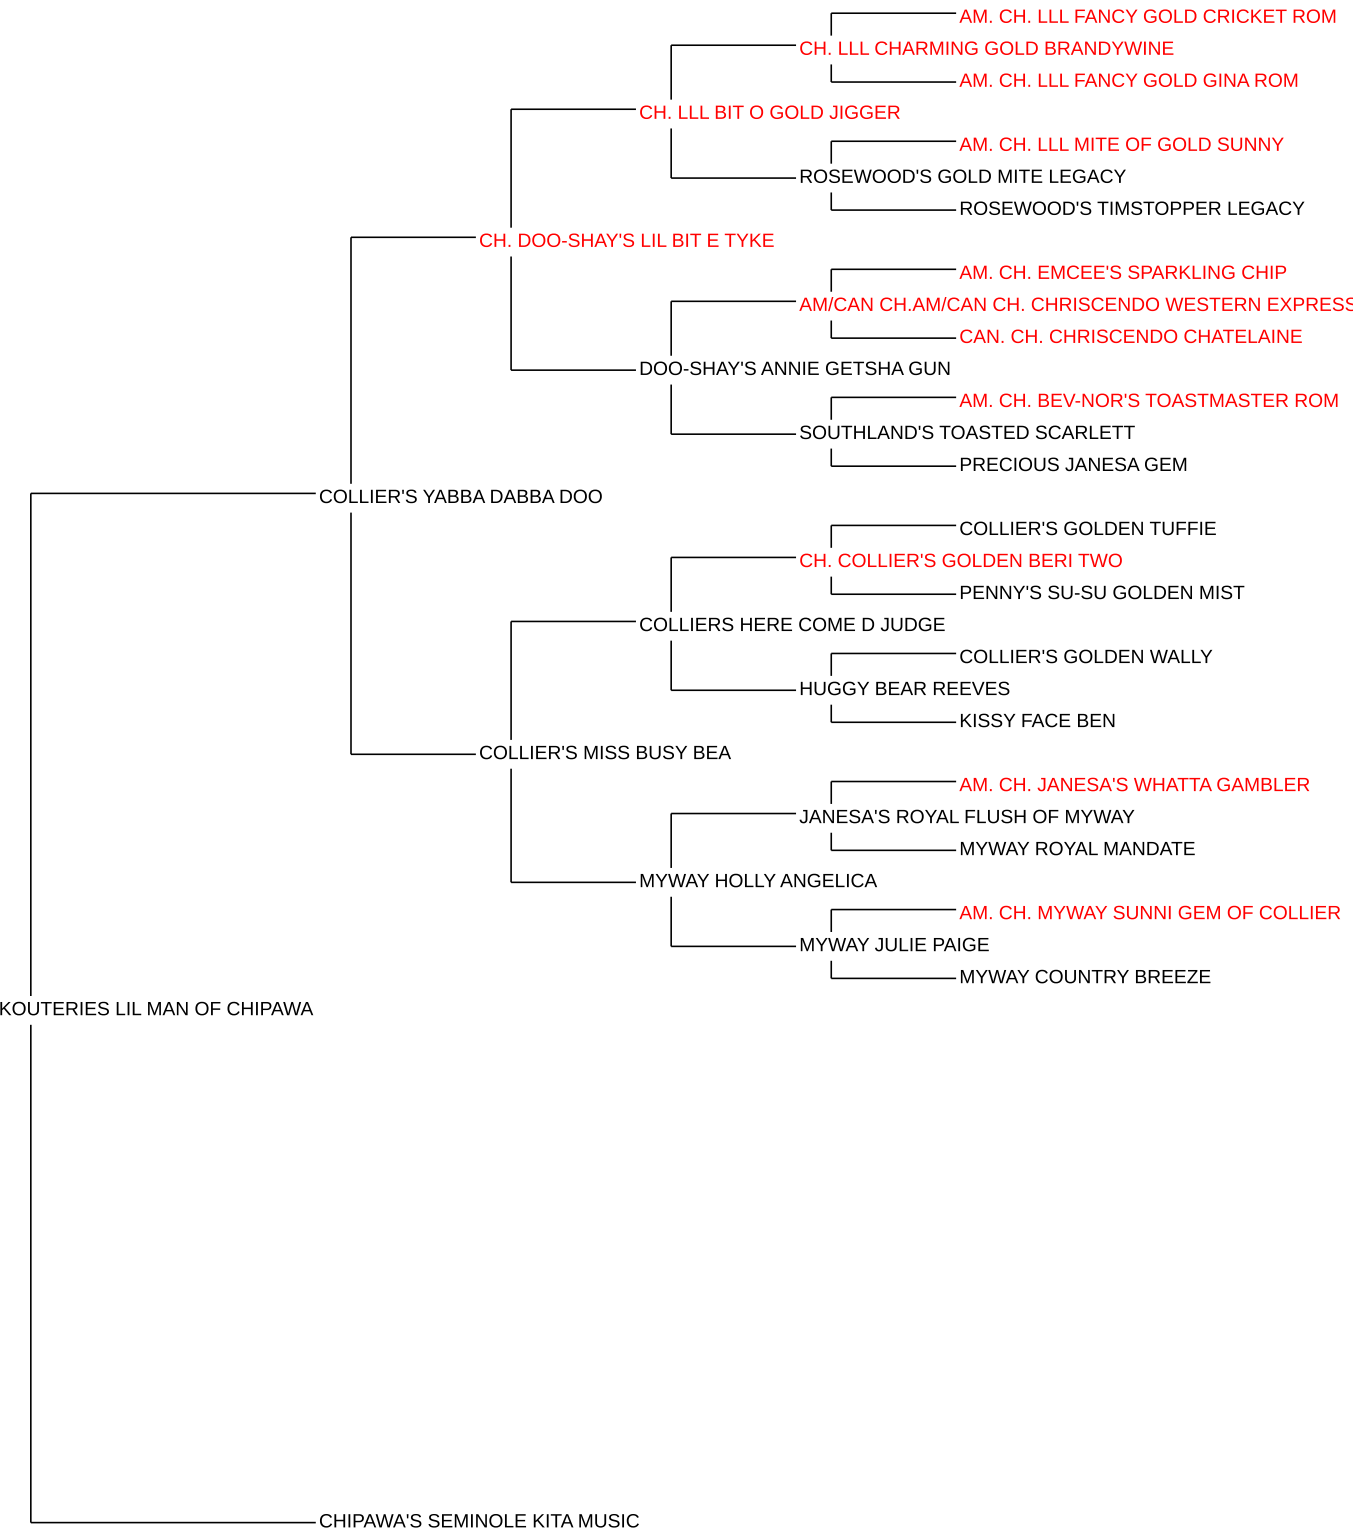 AM. CH. LLL FANCY GOLD CRICKET ROM
CH. LLL CHARMING GOLD BRANDYWINE
AM. CH. LLL FANCY GOLD GINA ROM
CH. LLL BIT O GOLD JIGGER
AM. CH. LLL MITE OF GOLD SUNNY
ROSEWOOD'S GOLD MITE LEGACY
ROSEWOOD'S TIMSTOPPER LEGACY
CH. DOO-SHAY'S LIL BIT E TYKE
AM. CH. EMCEE'S SPARKLING CHIP
AM/CAN CH.AM/CAN CH. CHRISCENDO WESTERN EXPRESS
CAN. CH. CHRISCENDO CHATELAINE
DOO-SHAY'S ANNIE GETSHA GUN
AM. CH. BEV-NOR'S TOASTMASTER ROM
SOUTHLAND'S TOASTED SCARLETT
PRECIOUS JANESA GEM
COLLIER'S YABBA DABBA DOO
COLLIER'S GOLDEN TUFFIE
CH. COLLIER'S GOLDEN BERI TWO
PENNY'S SU-SU GOLDEN MIST
COLLIERS HERE COME D JUDGE
COLLIER'S GOLDEN WALLY
HUGGY BEAR REEVES
KISSY FACE BEN
COLLIER'S MISS BUSY BEA
AM. CH. JANESA'S WHATTA GAMBLER
JANESA'S ROYAL FLUSH OF MYWAY
MYWAY ROYAL MANDATE
MYWAY HOLLY ANGELICA
AM. CH. MYWAY SUNNI GEM OF COLLIER
MYWAY JULIE PAIGE
MYWAY COUNTRY BREEZE
KOUTERIES LIL MAN OF CHIPAWA
CHIPAWA'S SEMINOLE KITA MUSIC